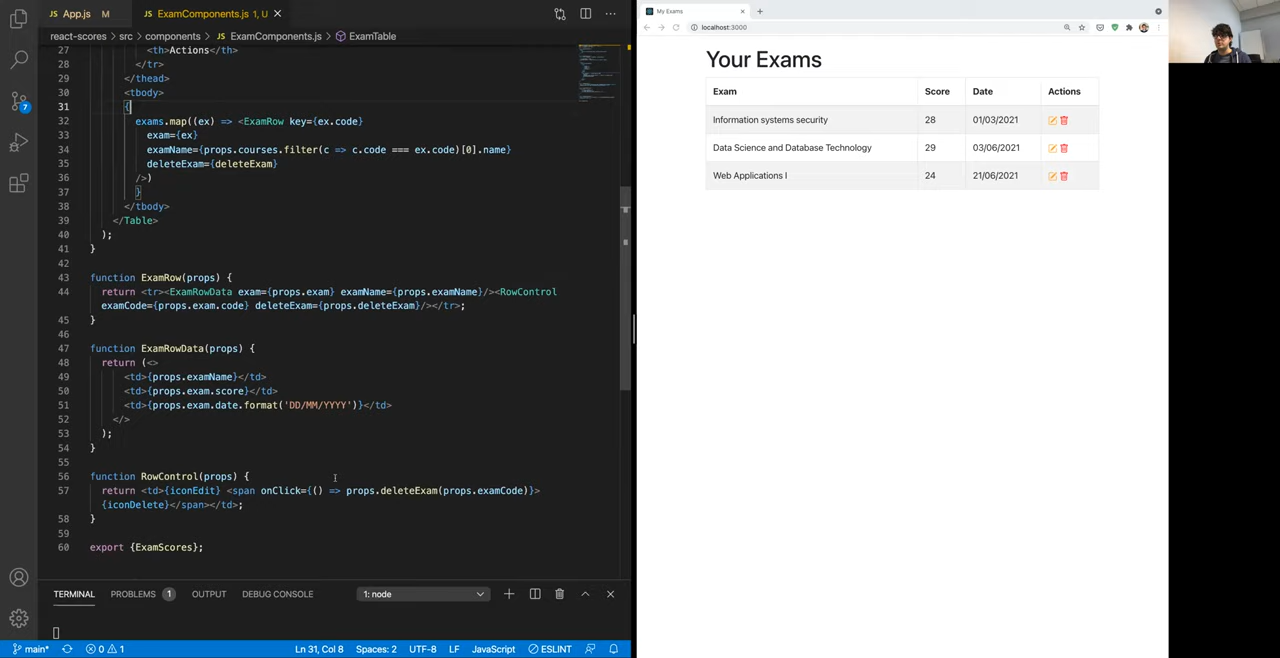 App.js M
ExamComponents.js 1, U
react-scores > src > components > ExamComponents.js > ExamTable
27 <th>Actions</th>
28 </tr>
29 </thead>
30 <tbody>
31 {
32 exams.map((ex) => <ExamRow key={ex.code}
33 exam={ex}
34 examName={props.courses.filter(c => c.code === ex.code)[0].name}
35 deleteExam={deleteExam}
36 />)
37 }
38 </tbody>
39 </Table>
40 );
41 }
42
43 function ExamRow(props) {
44 return <tr><ExamRowData exam={props.exam} examName={props.examName}/><RowControl
examCode={props.exam.code} deleteExam={props.deleteExam}/></tr>;
45 }
46
47 function ExamRowData(props) {
48 return (<>
49 <td>{props.examName}</td>
50 <td>{props.exam.score}</td>
51 <td>{props.exam.date.format('DD/MM/YYYY')}</td>
52 </>
53 );
54 }
55
56 function RowControl(props) {
57 return <td>{iconEdit} <span onClick={() => props.deleteExam(props.examCode)}>
{iconDelete}</span></td>;
58 }
59
60 export {ExamScores};
TERMINAL PROBLEMS 1 OUTPUT DEBUG CONSOLE 1: node
main* 0 1 Ln 31, Col 8 Spaces: 2 UTF-8 LF JavaScript ESLINT
7
My Exams
localhost:3000
Your Exams
Exam Score Date Actions
Information systems security 28 01/03/2021
Data Science and Database Technology 29 03/06/2021
Web Applications I 24 21/06/2021